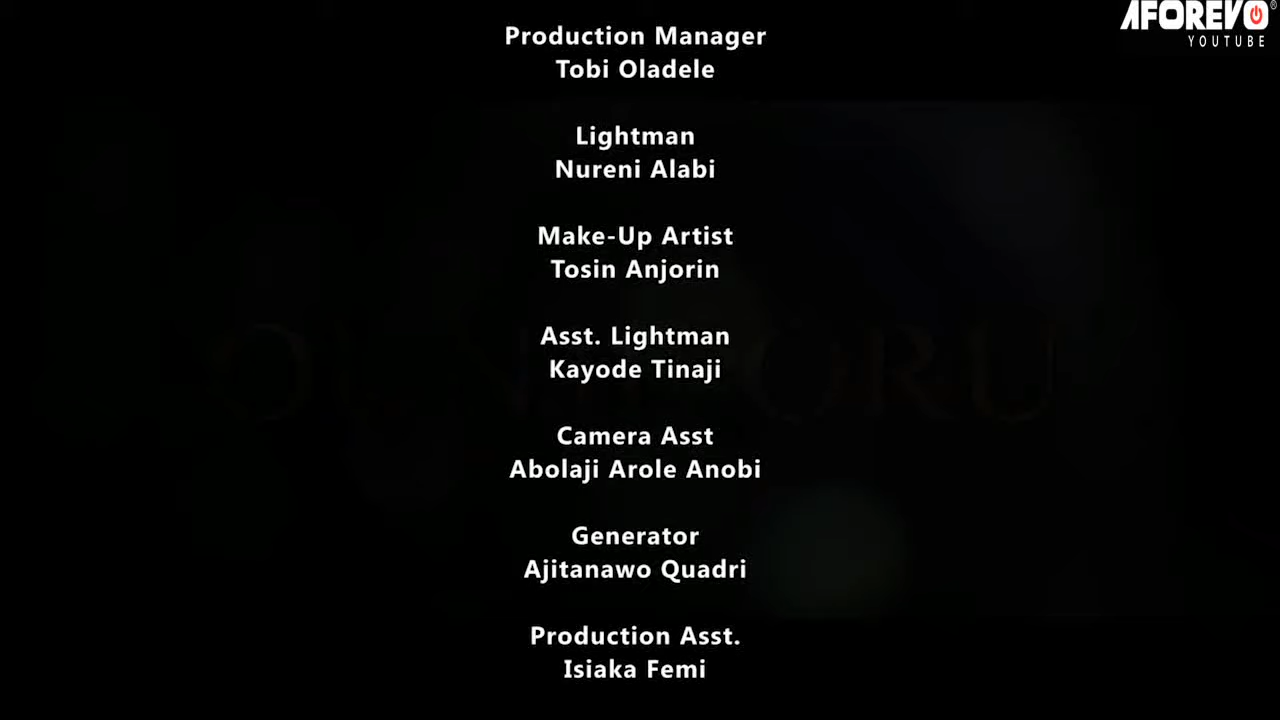 AFOREVO
YOUTUBE
Production Manager
Tobi Oladele
Lightman
Nureni Alabi
Make-Up Artist
Tosin Anjorin
Asst. Lightman
Kayode Tinaji
Camera Asst
Abolaji Arole Anobi
Generator
Ajitanawo Quadri
Production Asst.
Isiaka Femi